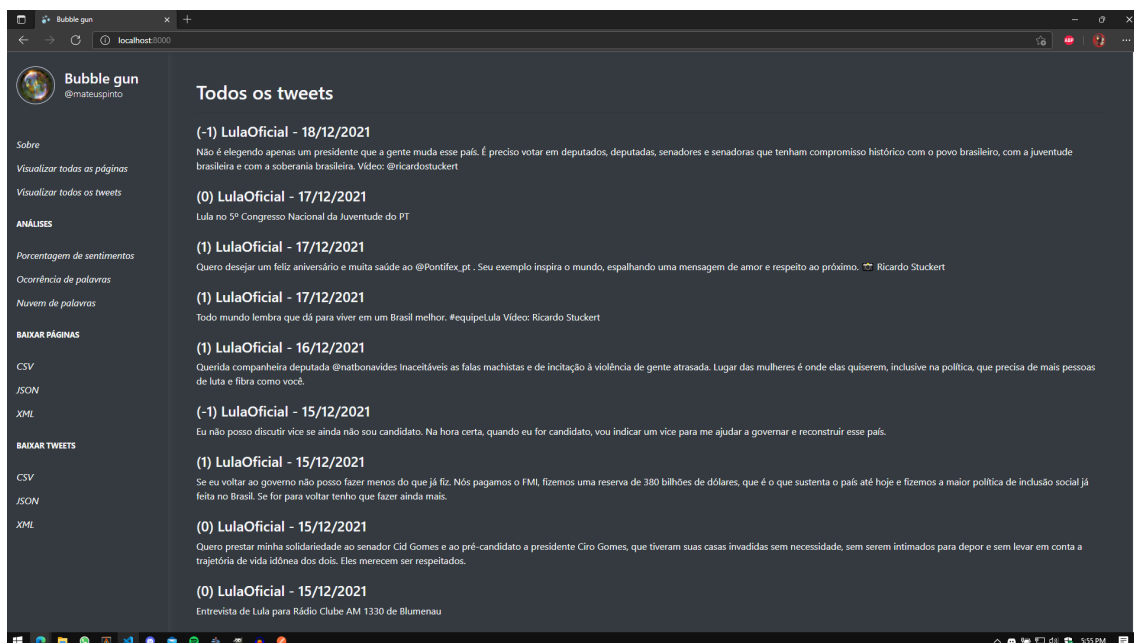 Bubble gun
localhost:8000
ABP
Bubble gun
@mateuspinto
Sobre
Visualizar todas as páginas
Visualizar todos os tweets
ANÁLISES
Porcentagem de sentimentos
Ocorrência de palavras
Nuvem de palavras
BAIXAR PÁGINAS
CSV
JSON
XML
BAIXAR TWEETS
CSV
JSON
XML
Todos os tweets
(-1) LulaOficial - 18/12/2021
Não é elegendo apenas um presidente que a gente muda esse país. É preciso votar em deputados, deputadas, senadores e senadoras que tenham compromisso histórico com o povo brasileiro, com a juventude
brasileira e com a soberania brasileira. Vídeo: @ricardostuckert
(0) LulaOficial - 17/12/2021
Lula no 5º Congresso Nacional da Juventude do PT
(1) LulaOficial - 17/12/2021
Quero desejar um feliz aniversário e muita saúde ao @Pontifex_pt . Seu exemplo inspira o mundo, espalhando uma mensagem de amor e respeito ao próximo. 📷 Ricardo Stuckert
(1) LulaOficial - 17/12/2021
Todo mundo lembra que dá para viver em um Brasil melhor. #equipeLula Vídeo: Ricardo Stuckert
(1) LulaOficial - 16/12/2021
Querida companheira deputada @natbonavides Inaceitáveis as falas machistas e de incitação à violência de gente atrasada. Lugar das mulheres é onde elas quiserem, inclusive na política, que precisa de mais pessoas
de luta e fibra como você.
(-1) LulaOficial - 15/12/2021
Eu não posso discutir vice se ainda não sou candidato. Na hora certa, quando eu for candidato, vou indicar um vice para me ajudar a governar e reconstruir esse país.
(1) LulaOficial - 15/12/2021
Se eu voltar ao governo não posso fazer menos do que já fiz. Nós pagamos o FMI, fizemos uma reserva de 380 bilhões de dólares, que é o que sustenta o país até hoje e fizemos a maior política de inclusão social já
feita no Brasil. Se for para voltar tenho que fazer ainda mais.
(0) LulaOficial - 15/12/2021
Quero prestar minha solidariedade ao senador Cid Gomes e ao pré-candidato a presidente Ciro Gomes, que tiveram suas casas invadidas sem necessidade, sem serem intimados para depor e sem levar em conta a
trajetória de vida idônea dos dois. Eles merecem ser respeitados.
(0) LulaOficial - 15/12/2021
Entrevista de Lula para Rádio Clube AM 1330 de Blumenau
5:55 PM